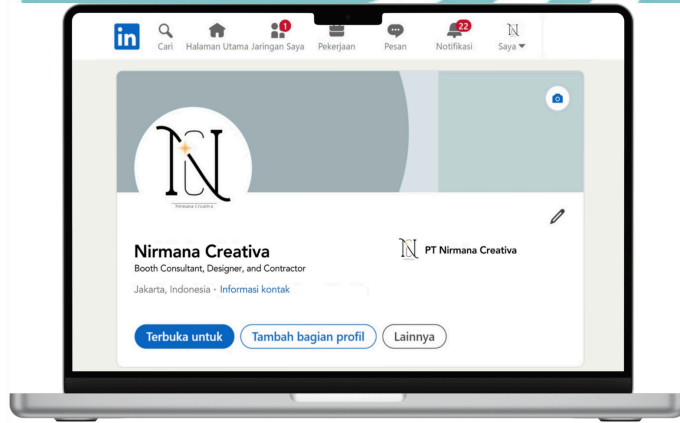 in
Cari
Halaman Utama
Jaringan Saya
1
Pekerjaan
Pesan
22
Notifikasi
Saya
Nirmana Creativa
Nirmana Creativa
PT Nirmana Creativa
Booth Consultant, Designer, and Contractor
Jakarta, Indonesia · Informasi kontak
Terbuka untuk
Tambah bagian profil
Lainnya